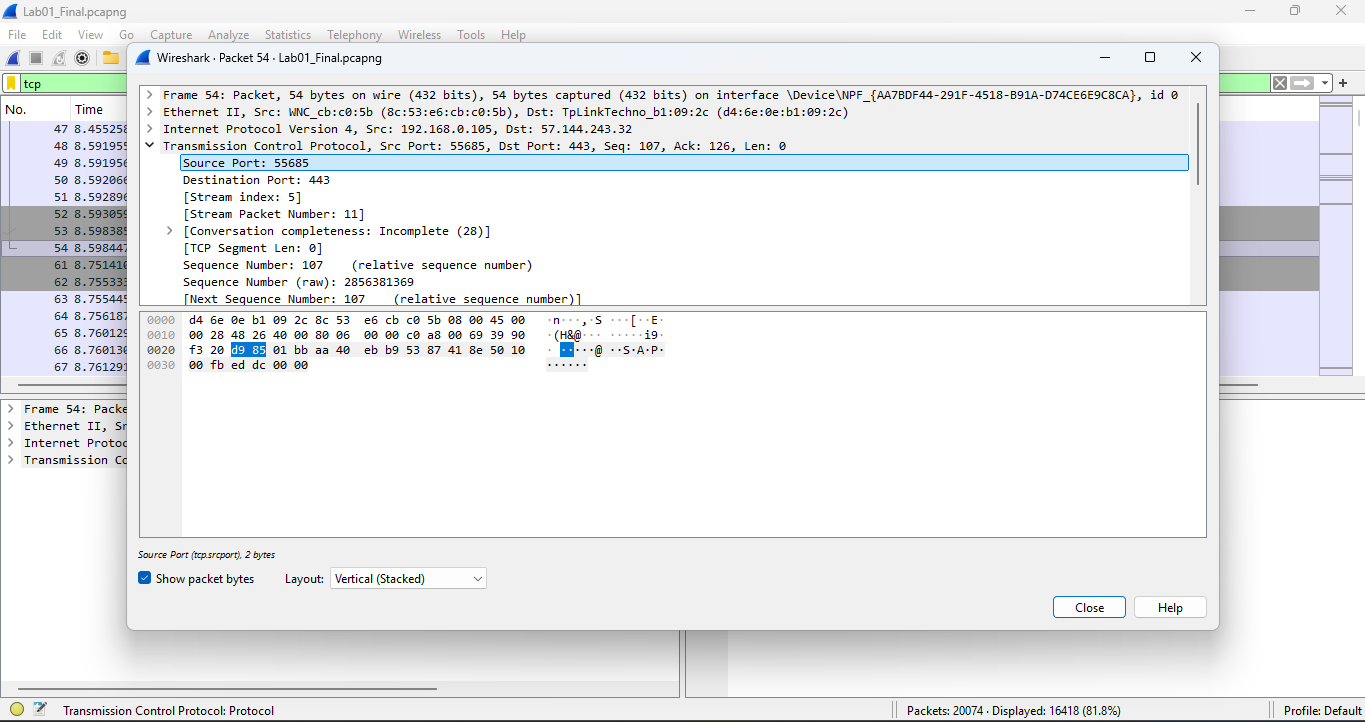 Lab01_Final.pcapng
File Edit View Go Capture Analyze Statistics Telephony Wireless Tools Help
Wireshark · Packet 54 · Lab01_Final.pcapng
tcp
No. Time
47 8.455258
48 8.591955
49 8.591956
50 8.592066
51 8.592896
52 8.593059
53 8.598385
54 8.598447
61 8.751410
62 8.755333
63 8.755445
64 8.756187
65 8.760129
66 8.760130
67 8.761291
Frame 54: Packet, 54 bytes on wire (432 bits), 54 bytes captured (432 bits) on interface \Device\NPF_{AA7BDF44-291F-4518-B91A-D74CE6E9C8CA}, id 0
Ethernet II, Src: WNC_cb:c0:5b (8c:53:e6:cb:c0:5b), Dst: TpLinkTechno_b1:09:2c (d4:6e:0e:b1:09:2c)
Internet Protocol Version 4, Src: 192.168.0.105, Dst: 57.144.243.32
Transmission Control Protocol, Src Port: 55685, Dst Port: 443, Seq: 107, Ack: 126, Len: 0
Source Port: 55685
Destination Port: 443
[Stream index: 5]
[Stream Packet Number: 11]
[Conversation completeness: Incomplete (28)]
[TCP Segment Len: 0]
Sequence Number: 107 (relative sequence number)
Sequence Number (raw): 2856381369
[Next Sequence Number: 107 (relative sequence number)]
0000 d4 6e 0e b1 09 2c 8c 53 e6 cb c0 5b 08 00 45 00 ·n···,·S ···[··E·
0010 00 28 48 26 40 00 80 06 00 00 c0 a8 00 69 39 90 ·(H&@··· ·····i9·
0020 f3 20 d9 85 01 bb aa 40 eb b9 53 87 41 8e 50 10 · ·····@ ··S·A·P·
0030 00 fb ed dc 00 00 ······
Frame 54: Packe
Ethernet II, Sr
Internet Protoc
Transmission Co
Source Port (tcp.srcport), 2 bytes
Show packet bytes Layout: Vertical (Stacked)
Close Help
Transmission Control Protocol: Protocol Packets: 20074 · Displayed: 16418 (81.8%) Profile: Default